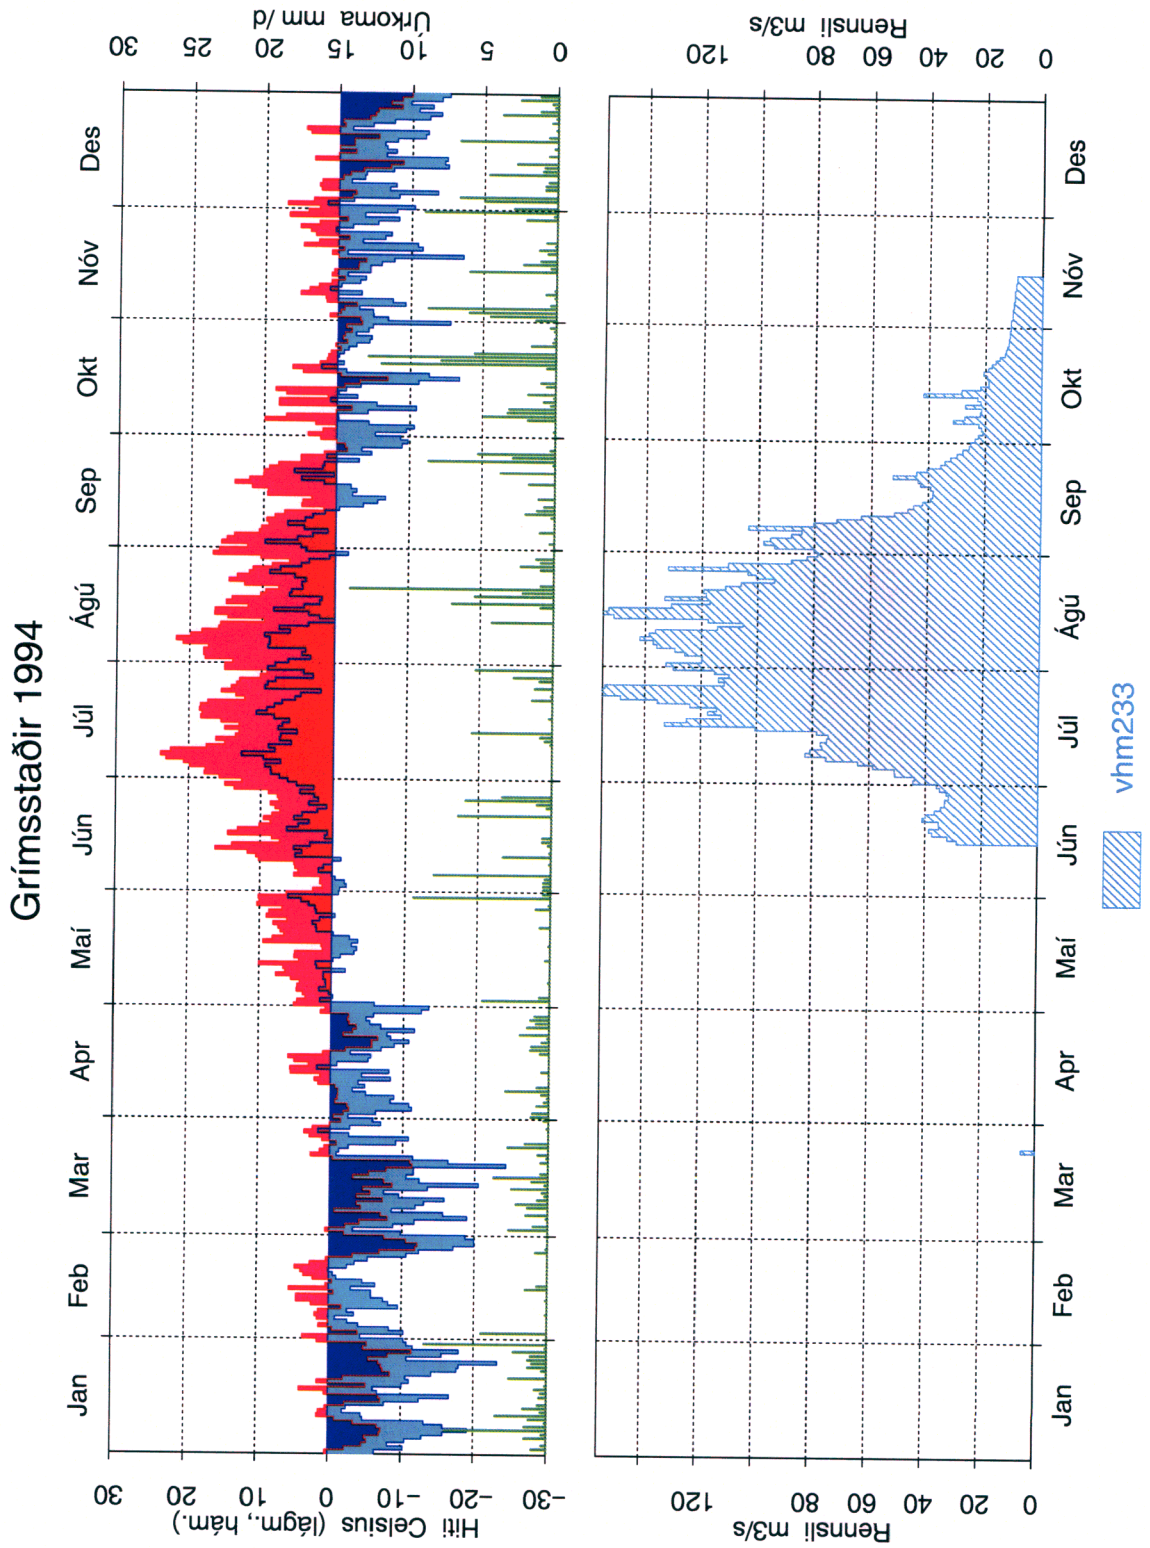 Grímsstaðir 1994
Jan Feb Mar Apr Maí Jún Júl Ágú Sep Okt Nóv Des
Hiti Celsius (lágm., hám.)
30 20 10 0 -10 -20 -30
Úrkoma mm/d
30 25 20 15 10 5 0
Rennsli m3/s
120 80 60 40 20 0
Rennsli m3/s
120 80 60 40 20 0
Jan Feb Mar Apr Maí Jún Júl Ágú Sep Okt Nóv Des
vhm233